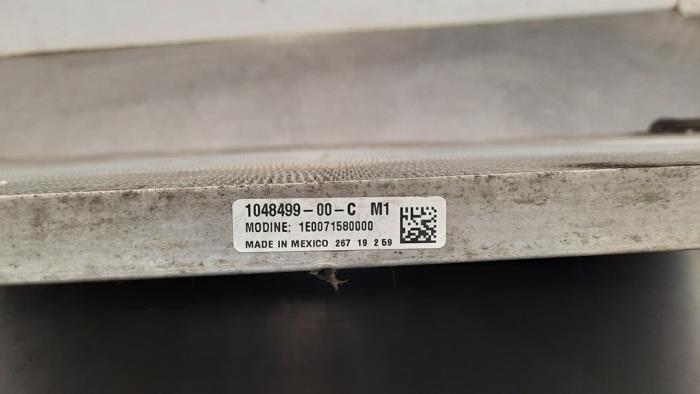 1048499-00-C M1
MODINE: 1E0071580000
MADE IN MEXICO 267 19 2 59